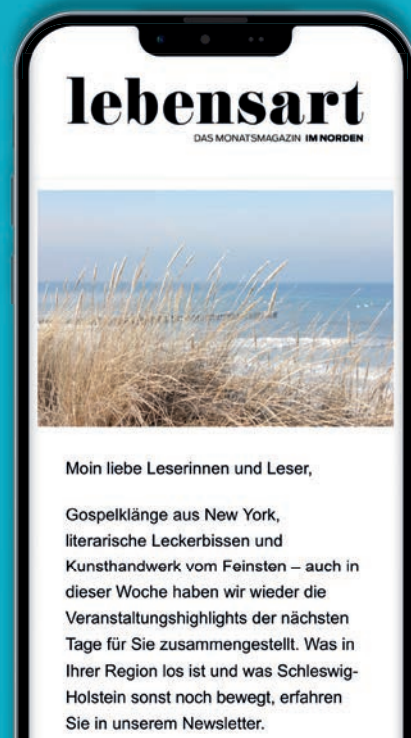 lebensart
DAS MONATSMAGAZIN IM NORDEN
Moin liebe Leserinnen und Leser,
Gospelklänge aus New York,
literarische Leckerbissen und
Kunsthandwerk vom Feinsten – auch in
dieser Woche haben wir wieder die
Veranstaltungshighlights der nächsten
Tage für Sie zusammengestellt. Was in
Ihrer Region los ist und was Schleswig-
Holstein sonst noch bewegt, erfahren
Sie in unserem Newsletter.